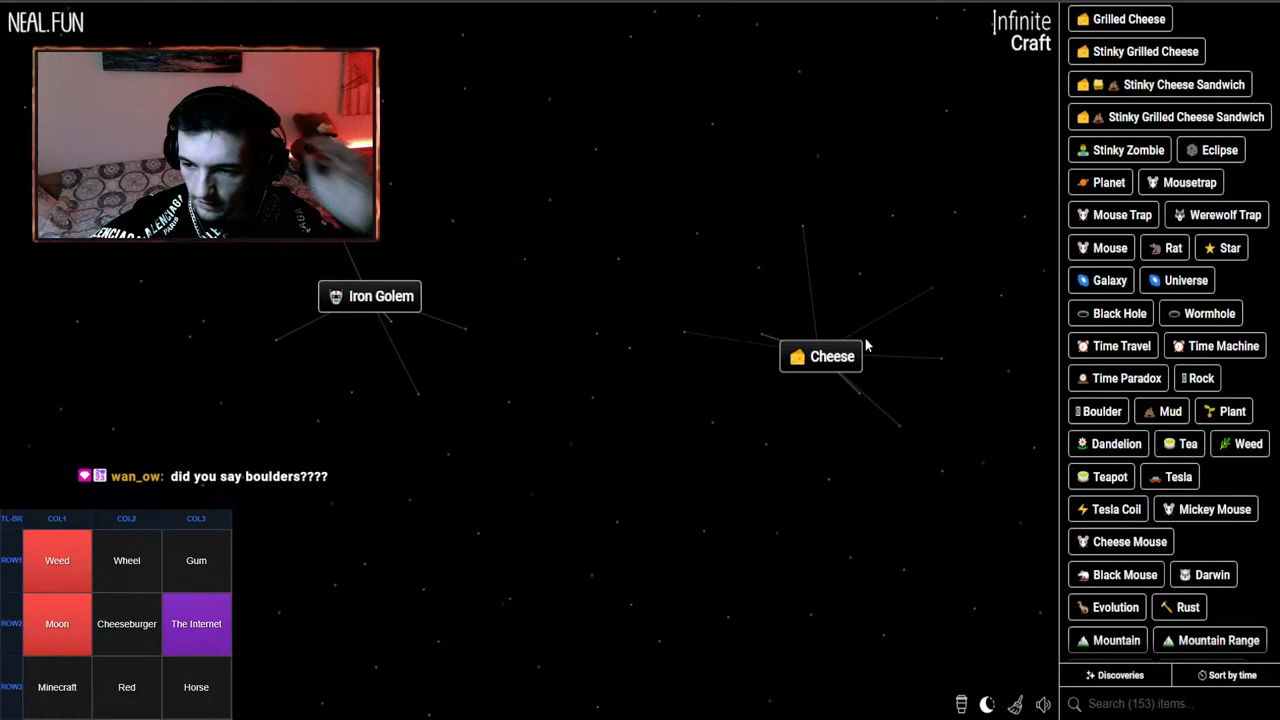 NEAL.FUN
Infinite
Craft
BALENCIAGA
PARIS
Iron Golem
Cheese
wan_ow: did you say boulders????
TL-BR COL1 COL2 COL3
ROW1 Weed Wheel Gum
ROW2 Moon Cheeseburger The Internet
ROW3 Minecraft Red Horse
Grilled Cheese
Stinky Grilled Cheese
Stinky Cheese Sandwich
Stinky Grilled Cheese Sandwich
Stinky Zombie Eclipse
Planet Mousetrap
Mouse Trap Werewolf Trap
Mouse Rat Star
Galaxy Universe
Black Hole Wormhole
Time Travel Time Machine
Time Paradox Rock
Boulder Mud Plant
Dandelion Tea Weed
Teapot Tesla
Tesla Coil Mickey Mouse
Cheese Mouse
Black Mouse Darwin
Evolution Rust
Mountain Mountain Range
Discoveries Sort by time
Search (153) items...